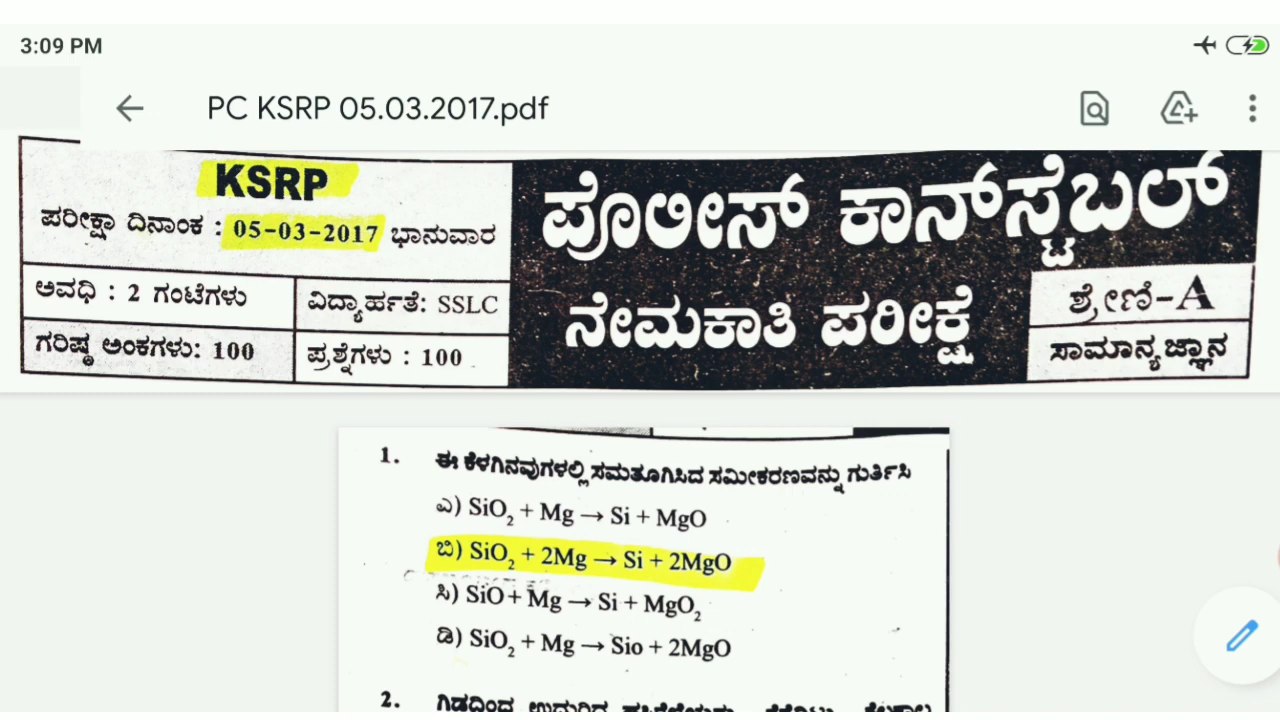 3:09 PM
PC KSRP 05.03.2017.pdf
KSRP
ಪರೀಕ್ಷಾ ದಿನಾಂಕ : 05-03-2017 ಭಾನುವಾರ
ಅವಧಿ : 2 ಗಂಟೆಗಳು
ವಿದ್ಯಾರ್ಹತೆ: SSLC
ಗರಿಷ್ಠ ಅಂಕಗಳು: 100
ಪ್ರಶ್ನೆಗಳು : 100
ಪೊಲೀಸ್ ಕಾನ್‌ಸ್ಟೆಬಲ್
ನೇಮಕಾತಿ ಪರೀಕ್ಷೆ
ಶ್ರೇಣಿ-A
ಸಾಮಾನ್ಯ ಜ್ಞಾನ
1. ಈ ಕೆಳಗಿನವುಗಳಲ್ಲಿ ಸಮತೂಗಿಸಿದ ಸಮೀಕರಣವನ್ನು ಗುರ್ತಿಸಿ
ಎ) SiO₂ + Mg → Si + MgO
ಬಿ) SiO₂ + 2Mg → Si + 2MgO
ಸಿ) SiO + Mg → Si + MgO₂
ಡಿ) SiO₂ + Mg → Sio + 2MgO
2. ಗಿಡದಿಂದ ಉದುರಿದ